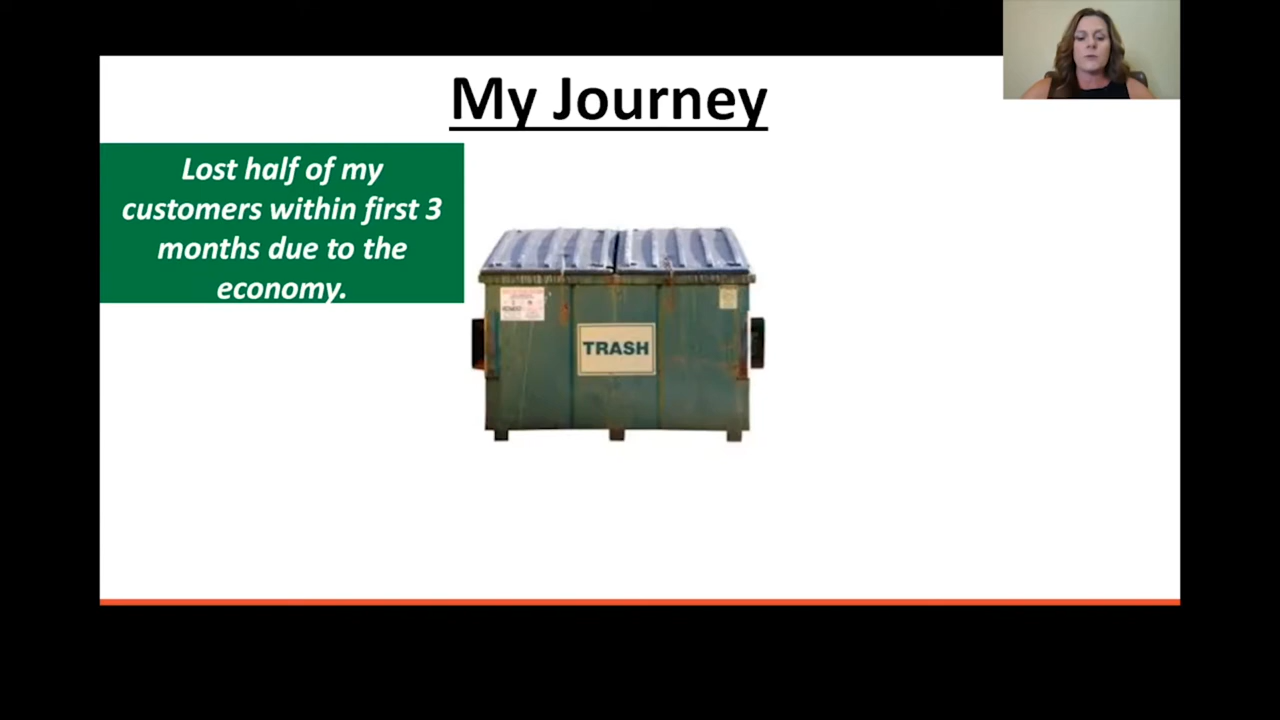 My Journey
Lost half of my
customers within first 3
months due to the
economy.
TRASH